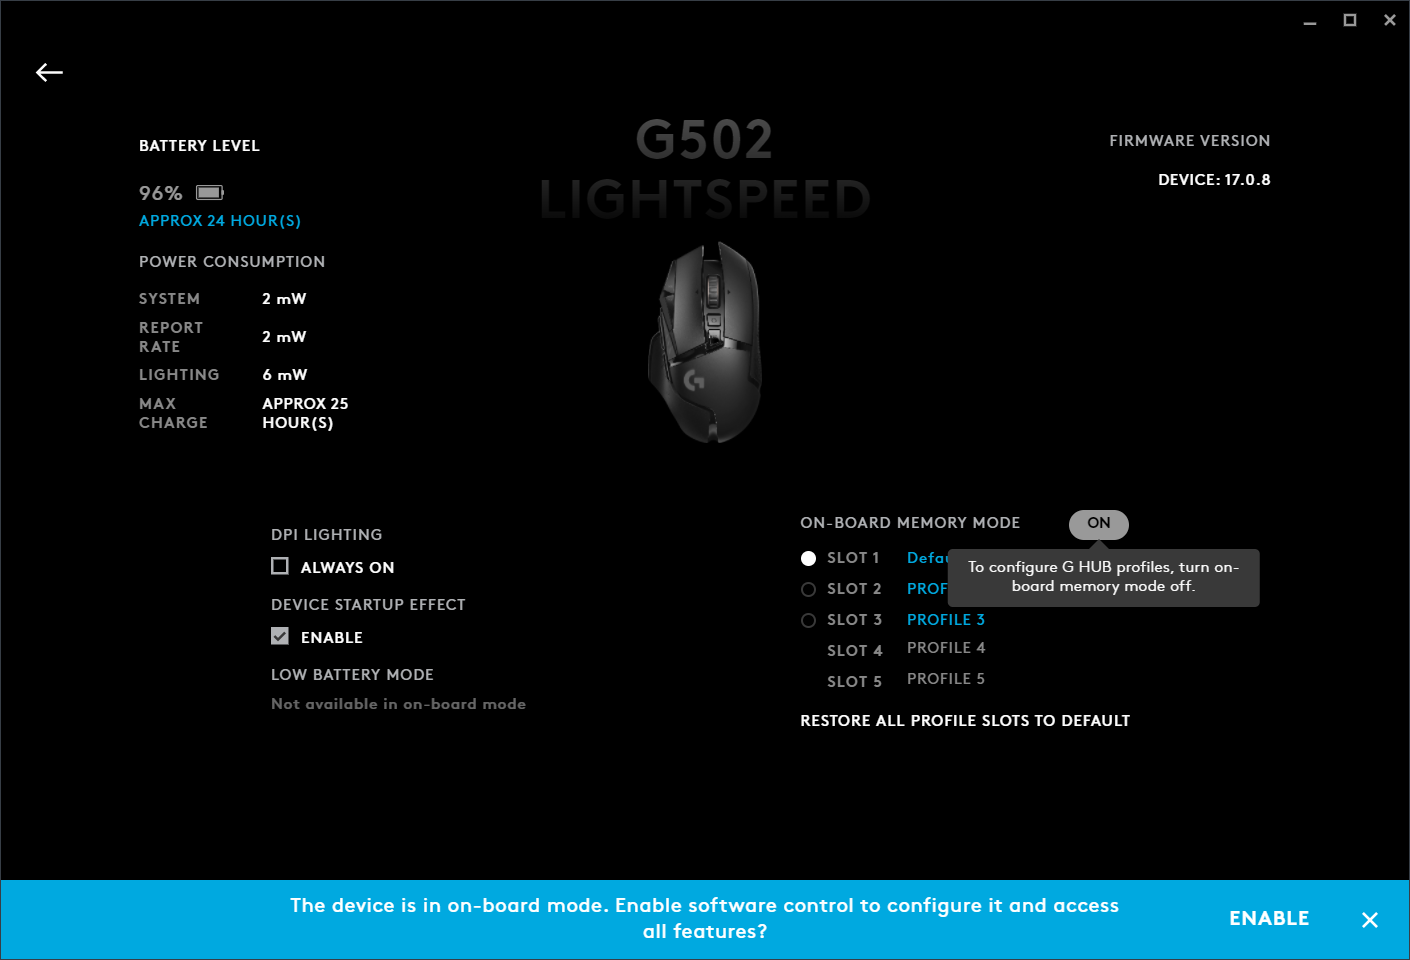 G502
LIGHTSPEED
BATTERY LEVEL
96%
APPROX 24 HOUR(S)
POWER CONSUMPTION
SYSTEM 2 mW
REPORT
RATE 2 mW
LIGHTING 6 mW
MAX APPROX 25
CHARGE HOUR(S)
FIRMWARE VERSION
DEVICE: 17.0.8
DPI LIGHTING
ALWAYS ON
DEVICE STARTUP EFFECT
ENABLE
LOW BATTERY MODE
Not available in on-board mode
ON-BOARD MEMORY MODE ON
To configure G HUB profiles, turn on-
board memory mode off.
SLOT 1
SLOT 2
SLOT 3 PROFILE 3
SLOT 4 PROFILE 4
SLOT 5 PROFILE 5
RESTORE ALL PROFILE SLOTS TO DEFAULT
The device is in on-board mode. Enable software control to configure it and access
all features?
ENABLE